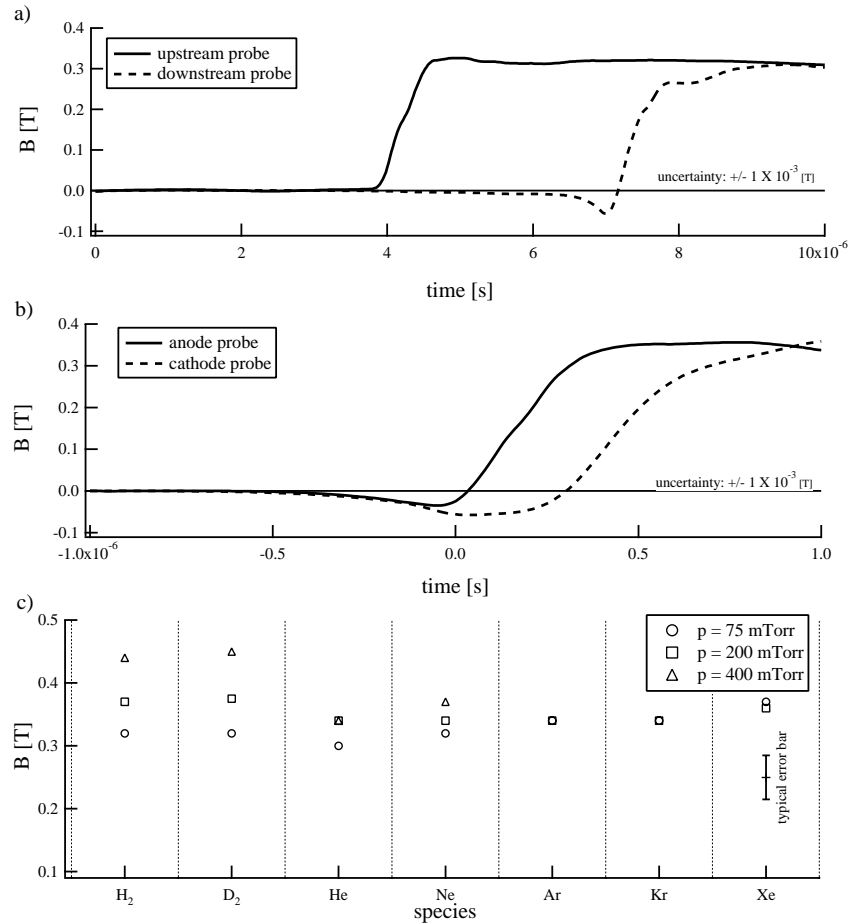 a)
upstream probe
downstream probe
B [T]
0.4
0.3
0.2
0.1
0.0
-0.1
uncertainty: +/- 1 X 10⁻³ [T]
0
2
4
6
8
10x10⁻⁶
time [s]
b)
anode probe
cathode probe
B [T]
0.4
0.3
0.2
0.1
0.0
-0.1
uncertainty: +/- 1 X 10⁻³ [T]
-1.0x10⁻⁶
-0.5
0.0
0.5
1.0
time [s]
c)
p = 75 mTorr
p = 200 mTorr
p = 400 mTorr
B [T]
0.5
0.4
0.3
0.2
0.1
typical error bar
H₂
D₂
He
Ne
Ar
Kr
Xe
species